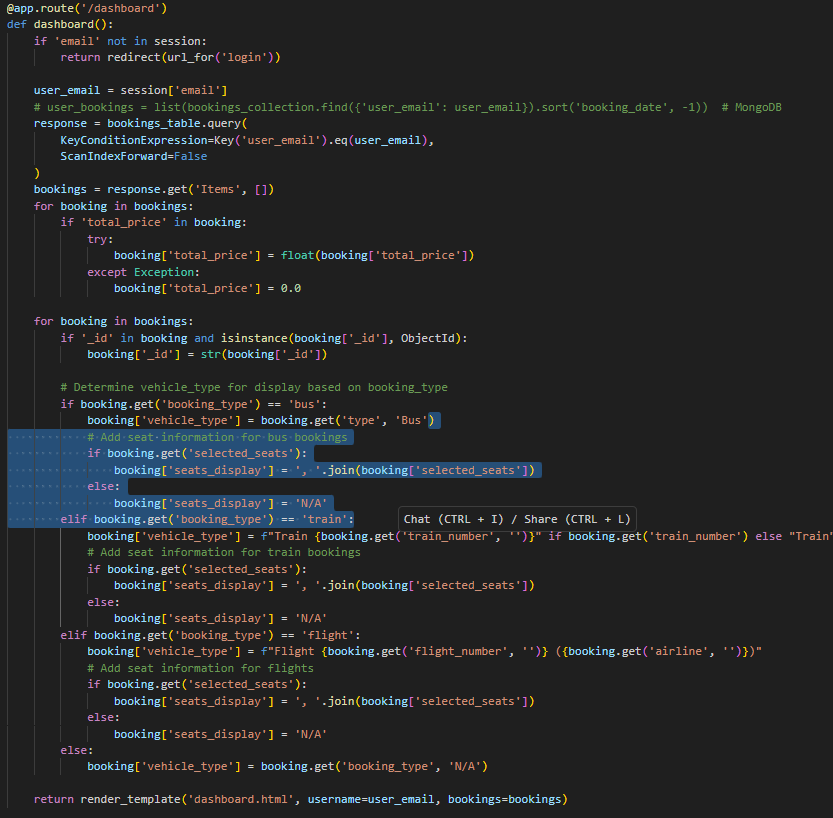 @app.route('/dashboard')
def dashboard():
    if 'email' not in session:
        return redirect(url_for('login'))

    user_email = session['email']
    # user_bookings = list(bookings_collection.find({'user_email': user_email}).sort('booking_date', -1))  # MongoDB
    response = bookings_table.query(
        KeyConditionExpression=Key('user_email').eq(user_email),
        ScanIndexForward=False
    )
    bookings = response.get('Items', [])
    for booking in bookings:
        if 'total_price' in booking:
            try:
                booking['total_price'] = float(booking['total_price'])
            except Exception:
                booking['total_price'] = 0.0

    for booking in bookings:
        if '_id' in booking and isinstance(booking['_id'], ObjectId):
            booking['_id'] = str(booking['_id'])

        # Determine vehicle_type for display based on booking_type
        if booking.get('booking_type') == 'bus':
            booking['vehicle_type'] = booking.get('type', 'Bus')
            # Add seat information for bus bookings
            if booking.get('selected_seats'):
                booking['seats_display'] = ', '.join(booking['selected_seats'])
            else:
                booking['seats_display'] = 'N/A'
        elif booking.get('booking_type') == 'train':
Chat (CTRL + I) / Share (CTRL + L)
            booking['vehicle_type'] = f"Train {booking.get('train_number', '')}" if booking.get('train_number') else "Train"
            # Add seat information for train bookings
            if booking.get('selected_seats'):
                booking['seats_display'] = ', '.join(booking['selected_seats'])
            else:
                booking['seats_display'] = 'N/A'
        elif booking.get('booking_type') == 'flight':
            booking['vehicle_type'] = f"Flight {booking.get('flight_number', '')} ({booking.get('airline', '')})"
            # Add seat information for flights
            if booking.get('selected_seats'):
                booking['seats_display'] = ', '.join(booking['selected_seats'])
            else:
                booking['seats_display'] = 'N/A'
        else:
            booking['vehicle_type'] = booking.get('booking_type', 'N/A')

    return render_template('dashboard.html', username=user_email, bookings=bookings)